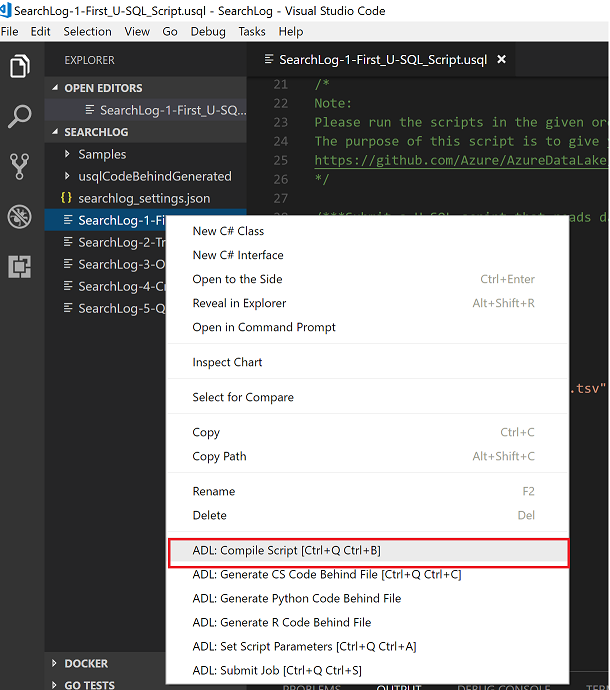 SearchLog-1-First_U-SQL_Script.usql - SearchLog - Visual Studio Code
File Edit Selection View Go Debug Tasks Help
EXPLORER
OPEN EDITORS
SearchLog-1-First_U-SQ...
SEARCHLOG
Samples
usqlCodeBehindGenerated
{} searchlog_settings.json
SearchLog-1-Fi
SearchLog-2-Tr
SearchLog-3-O
SearchLog-4-Cr
SearchLog-5-Q
DOCKER
GO TESTS
SearchLog-1-First_U-SQL_Script.usql
21 /*
22 Note:
23 Please run the scripts in the given or
24 The purpose of this script is to give
25 https://github.com/Azure/AzureDataLake
26 */
27
.tsv"
New C# Class
New C# Interface
Open to the Side Ctrl+Enter
Reveal in Explorer Alt+Shift+R
Open in Command Prompt
Inspect Chart
Select for Compare
Copy Ctrl+C
Copy Path Alt+Shift+C
Rename F2
Delete Del
ADL: Compile Script [Ctrl+Q Ctrl+B]
ADL: Generate CS Code Behind File [Ctrl+Q Ctrl+C]
ADL: Generate Python Code Behind File
ADL: Generate R Code Behind File
ADL: Set Script Parameters [Ctrl+Q Ctrl+A]
ADL: Submit Job [Ctrl+Q Ctrl+S]
PROBLEMS OUTPUT DEBUG CONSOLE TERM